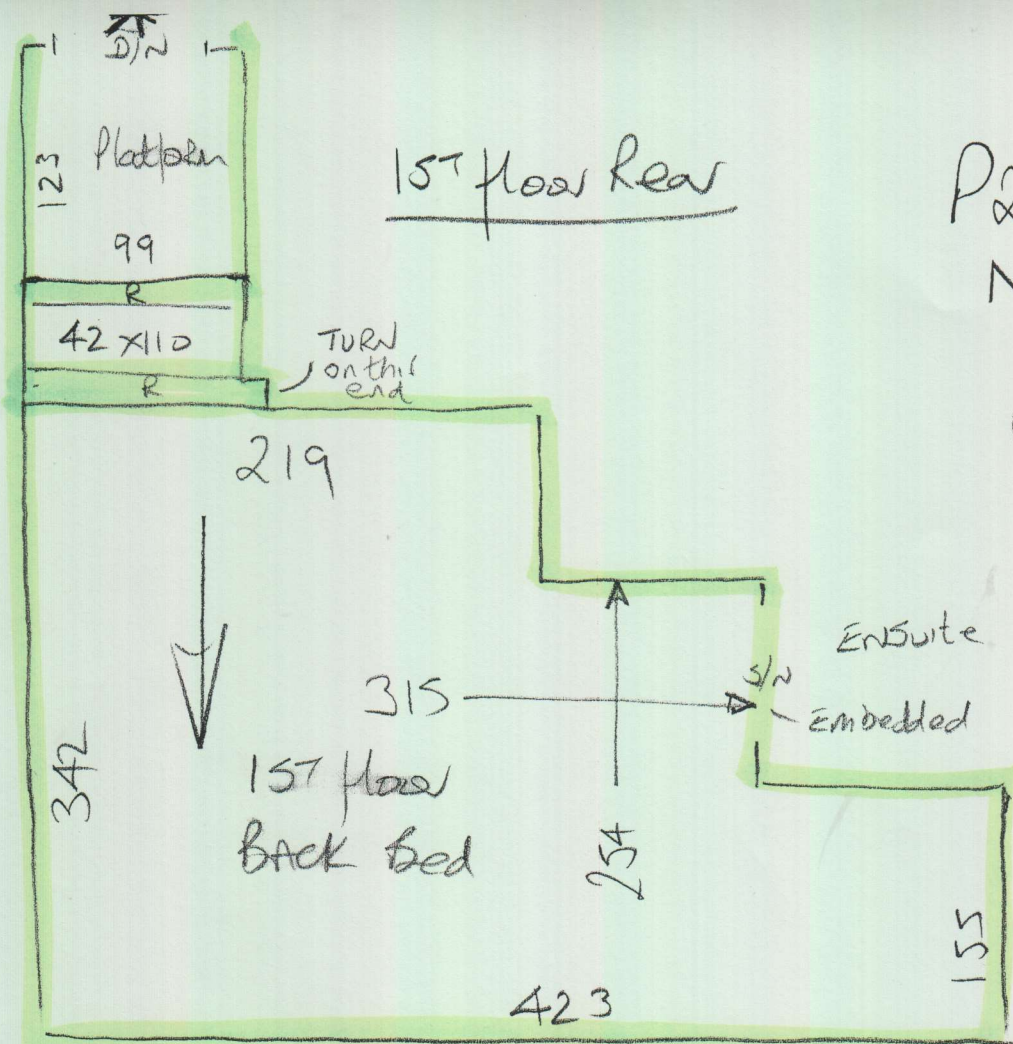 D/N
Platform
123
99
R
42 x110
R
TURN
on this
end
1ST floor Rear
219
342
315
254
1ST floor
Back Bed
S/N
Ensuite
Embedded
155
423